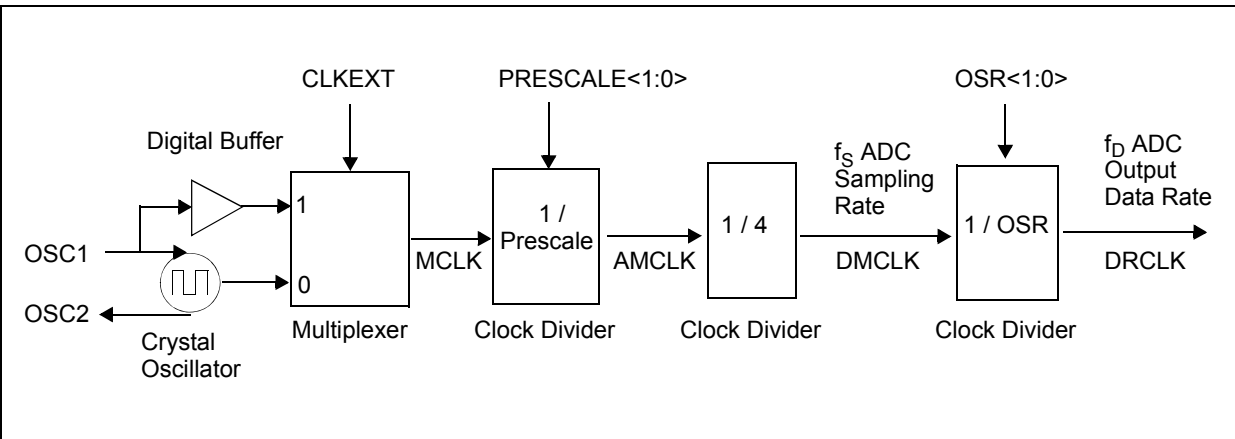 CLKEXT
PRESCALE<1:0>
OSR<1:0>
Digital Buffer
fS ADC
Sampling
Rate
fD ADC
Output
Data Rate
1
1 /
Prescale
1 / 4
1 / OSR
OSC1
MCLK
AMCLK
DMCLK
DRCLK
0
OSC2
Multiplexer
Clock Divider
Clock Divider
Clock Divider
Crystal
Oscillator